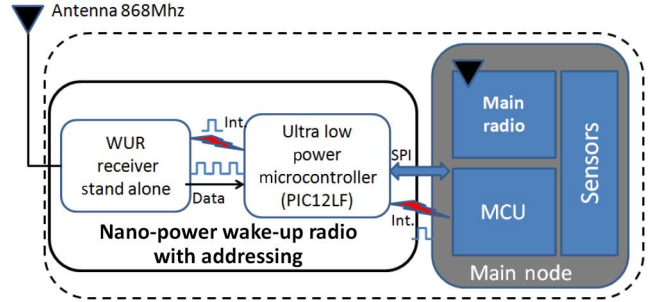 Antenna 868Mhz
WUR
receiver
stand alone
Int.
Data
Ultra low
power
microcontroller
(PIC12LF)
SPI
Int.
Nano-power wake-up radio
with addressing
Main
radio
MCU
Sensors
Main node